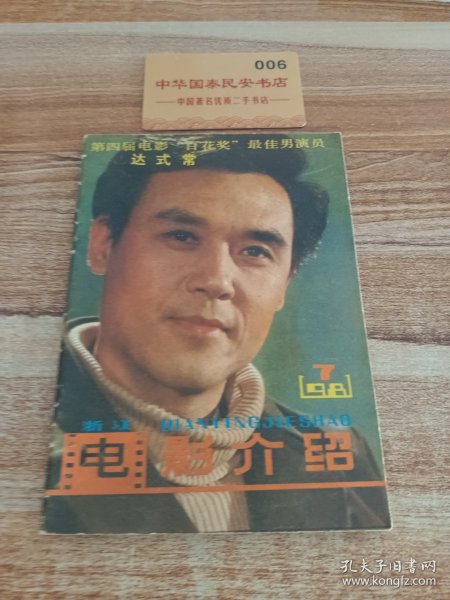 006
中华国泰民安书店
中国著名优质二手书店
第四届电影“百花奖”最佳男演员
达式常
7
1981
浙江 DIANYINGJIESHAO
电影介绍
孔夫子旧书网
www.kongfz.com